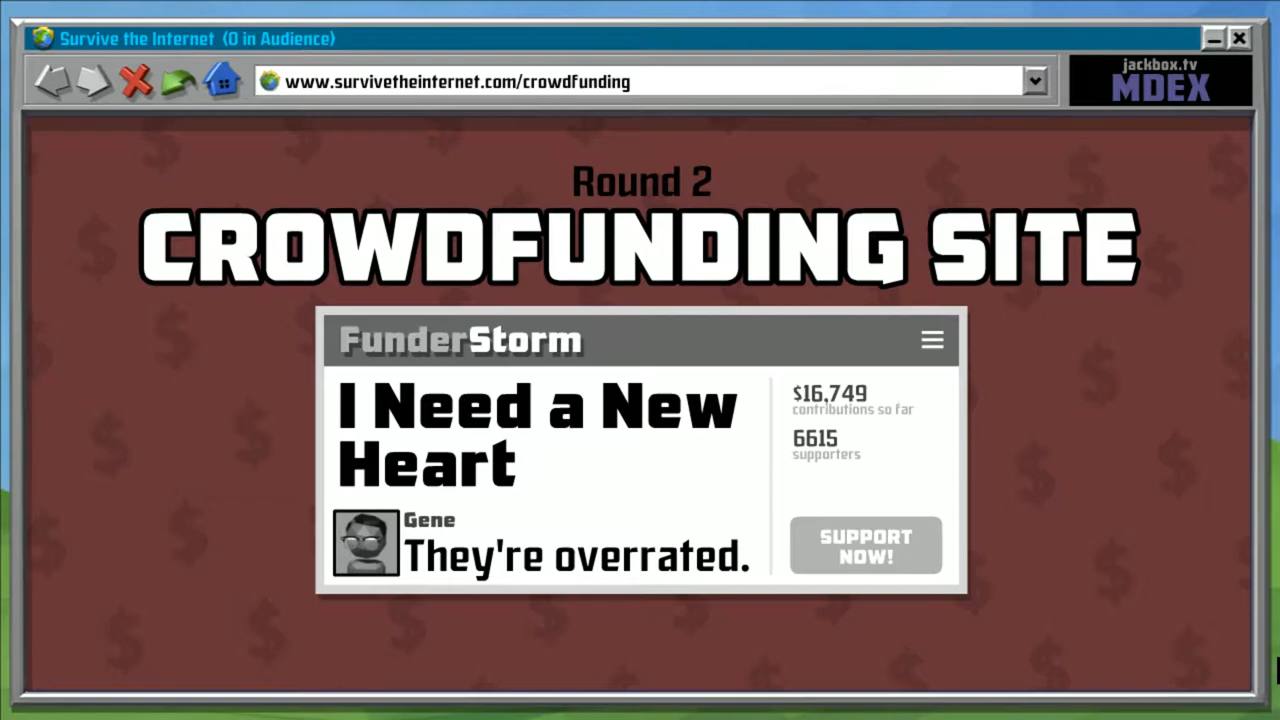 Survive the Internet (0 in Audience)
www.survivetheinternet.com/crowdfunding
jackbox.tv
MDEX
Round 2
CROWDFUNDING SITE
FunderStorm
I Need a New
Heart
$16,749
contributions so far
6615
supporters
Gene
They're overrated.
SUPPORT
NOW!